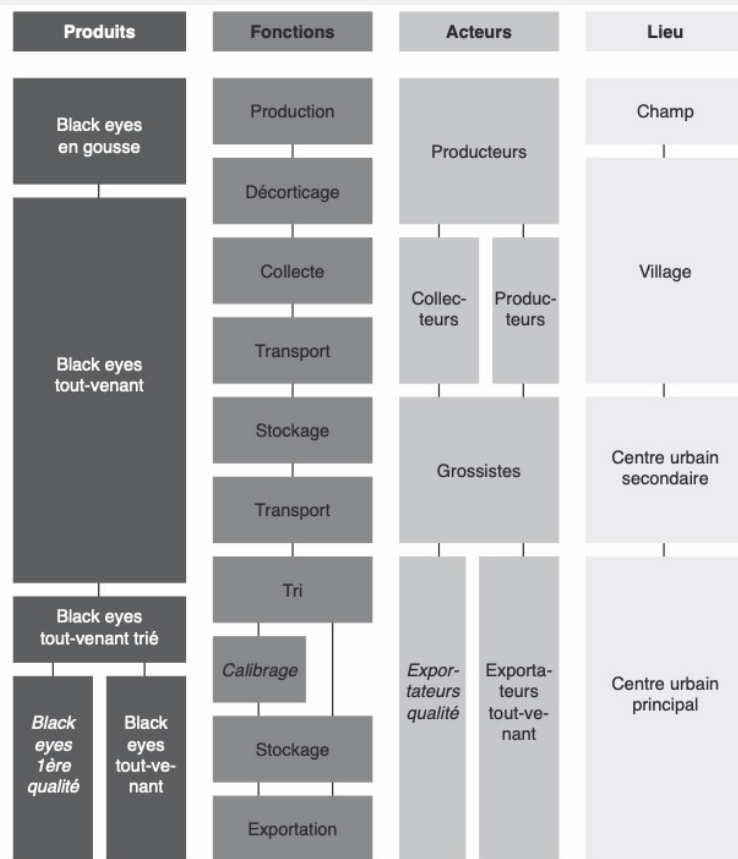 Produits
Fonctions
Acteurs
Lieu
Black eyes
en gousse
Black eyes
tout-venant
Black eyes
tout-venant trié
Black
eyes
1ère
qualité
Black
eyes
tout-ve-
nant
Production
Décorticage
Collecte
Transport
Stockage
Transport
Tri
Calibrage
Stockage
Exportation
Producteurs
Collec-
teurs
Produc-
teurs
Grossistes
Expor-
tateurs
qualité
Exporta-
teurs
tout-ve-
nant
Champ
Village
Centre urbain
secondaire
Centre urbain
principal